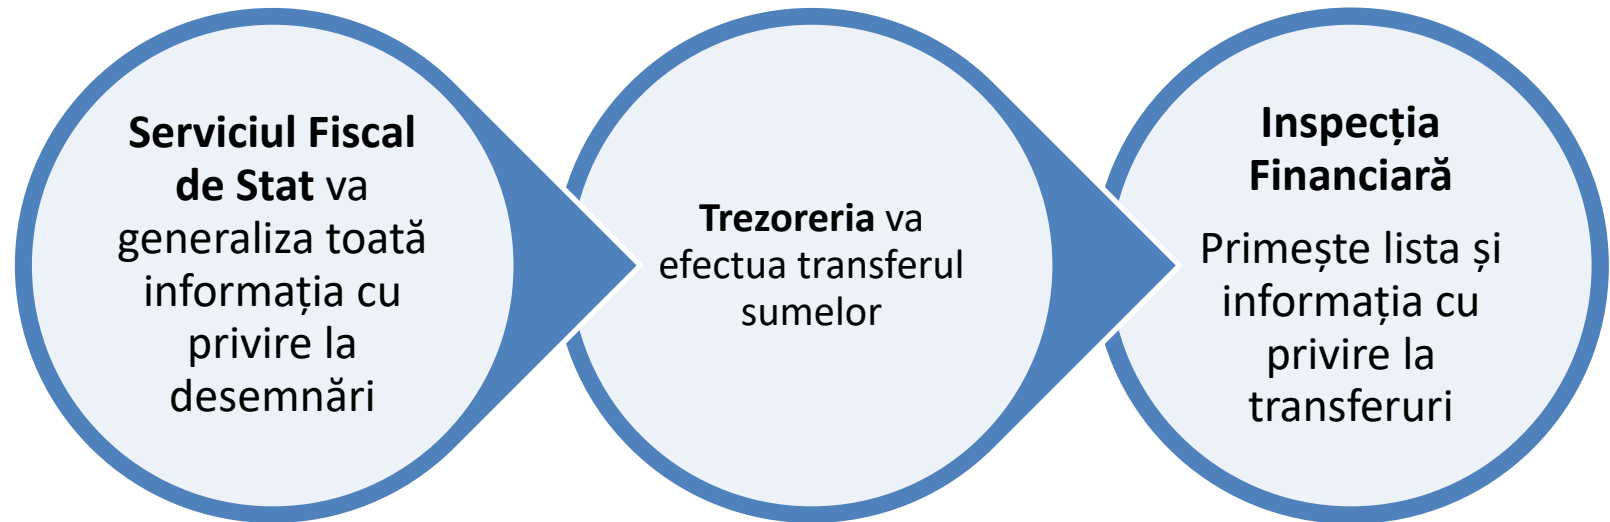 Serviciul Fiscal
de Stat va
generaliza toată
informația cu
privire la
desemnări
Trezoreria va
efectua transferul
sumelor
Inspecția
Financiară
Primește lista și
informația cu
privire la
transferuri